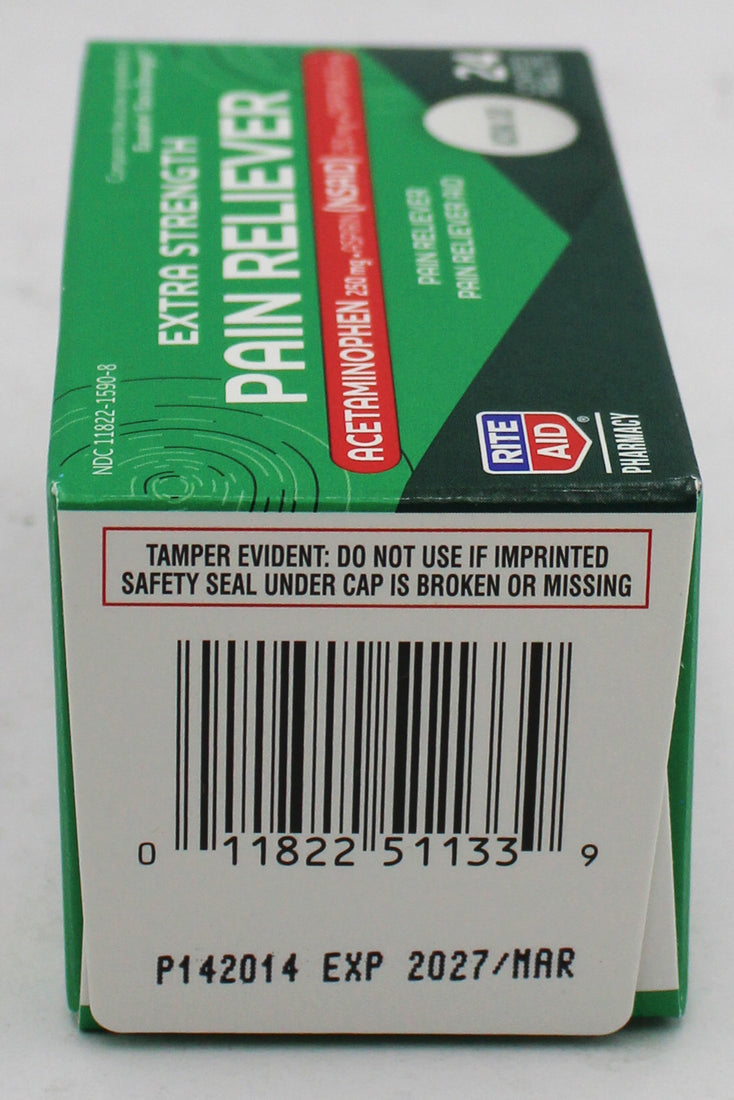 EXTRA STRENGTH
PAIN RELIEVER
ACETAMINOPHEN 250 mg (NSAID)
PAIN RELIEVER
PAIN RELIEVER AID
24
NDC 11822-1590-8
RITE
AID®
PHARMACY
TAMPER EVIDENT: DO NOT USE IF IMPRINTED
SAFETY SEAL UNDER CAP IS BROKEN OR MISSING
0 11822 51133 9
P142014 EXP 2027/MAR